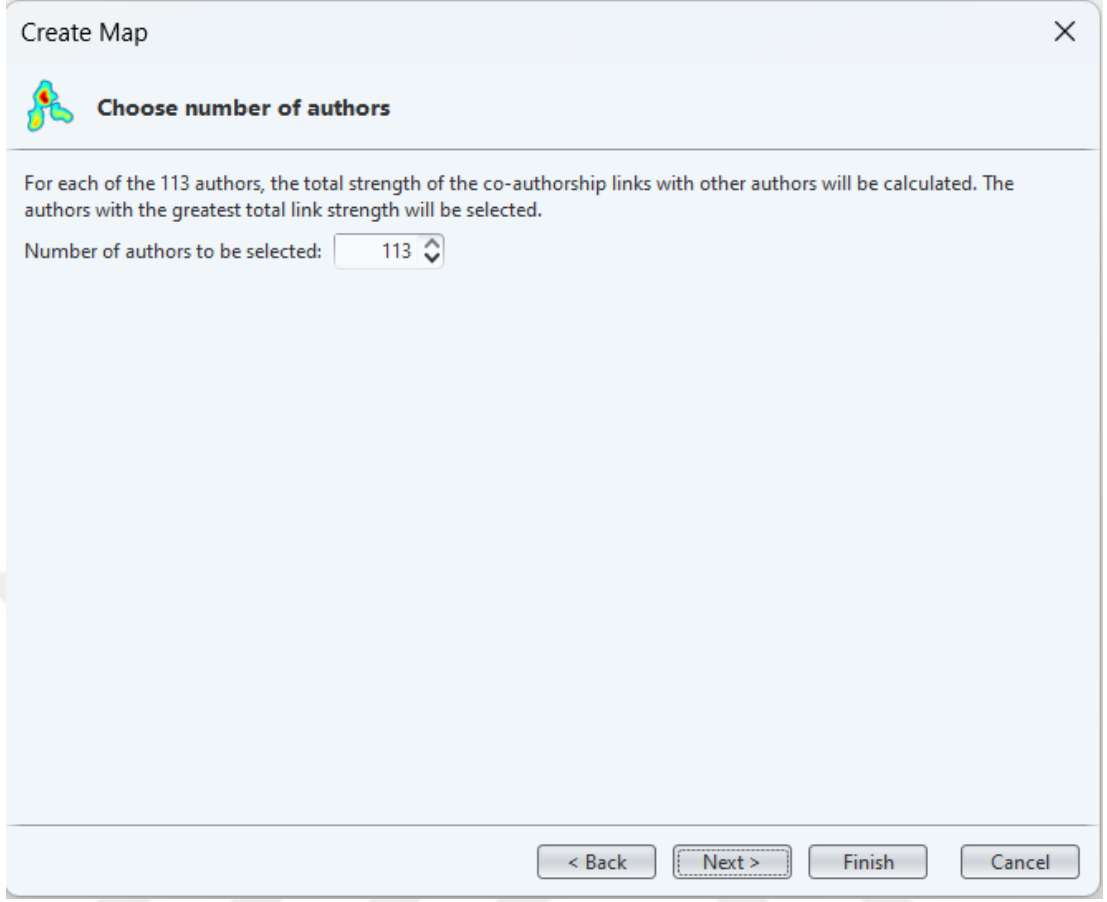 Create Map
Choose number of authors
For each of the 113 authors, the total strength of the co-authorship links with other authors will be calculated. The
authors with the greatest total link strength will be selected.
Number of authors to be selected: 113
< Back Next > Finish Cancel